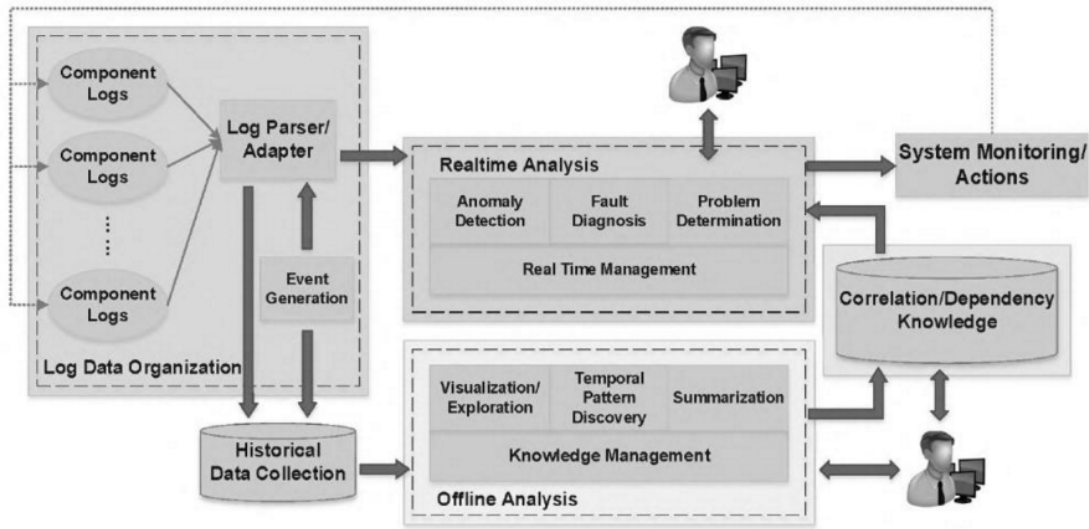 Component
Logs
Component
Logs
Component
Logs
Log Parser/
Adapter
Event
Generation
Log Data Organization
Historical
Data Collection
Realtime Analysis
Anomaly
Detection
Fault
Diagnosis
Problem
Determination
Real Time Management
System Monitoring/
Actions
Correlation/Dependency
Knowledge
Visualization/
Exploration
Temporal
Pattern
Discovery
Summarization
Knowledge Management
Offline Analysis